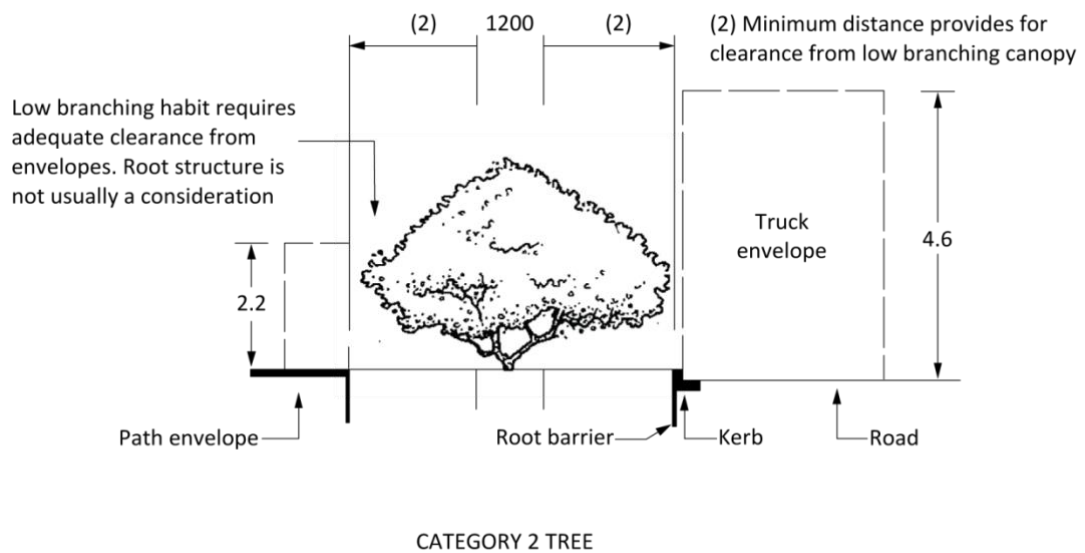 (2) 1200 (2)
(2) Minimum distance provides for
clearance from low branching canopy
Low branching habit requires
adequate clearance from
envelopes. Root structure is
not usually a consideration
Truck
envelope
4.6
2.2
Path envelope
Root barrier
Kerb
Road
CATEGORY 2 TREE